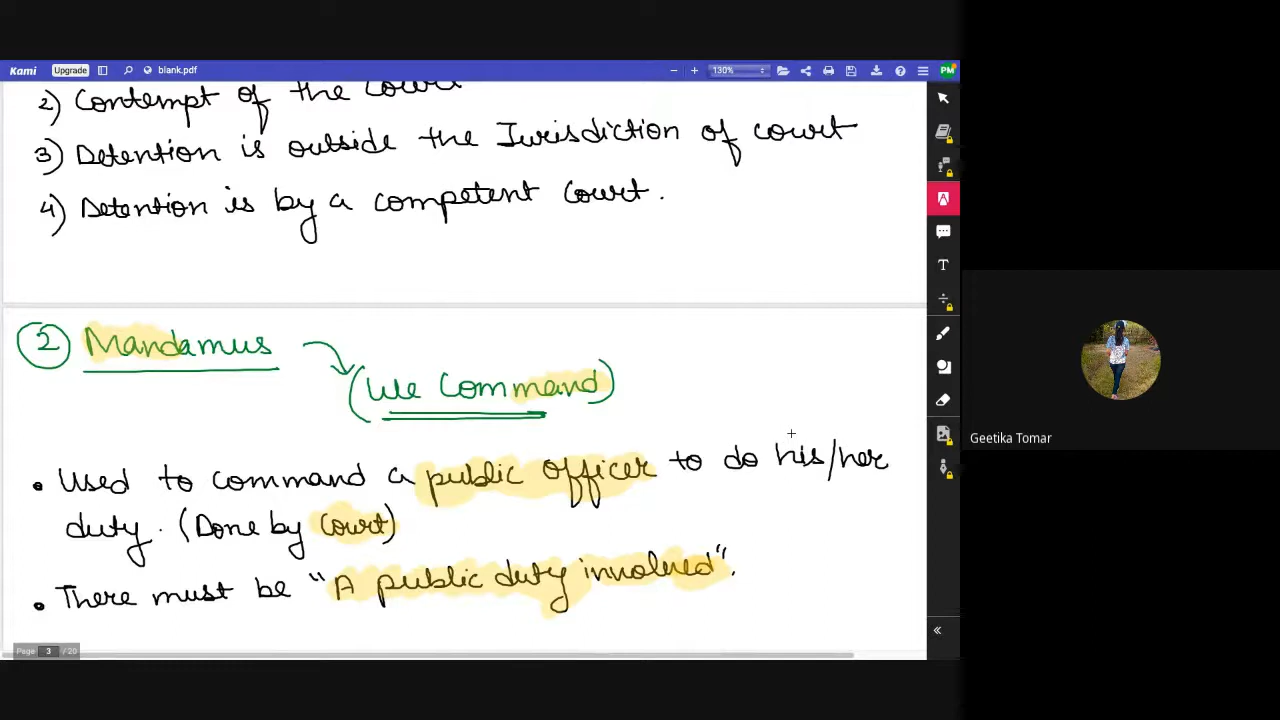 Kami Upgrade blank.pdf 130% PM
2) Contempt of the Court
3) Detention is outside the Jurisdiction of court
4) Detention is by a competent Court.
2 Mandamus
(We Command)
• Used to command a public officer to do his/her
duty. (Done by Court)
• There must be "A public duty involved".
Page 3 / 20
Geetika Tomar